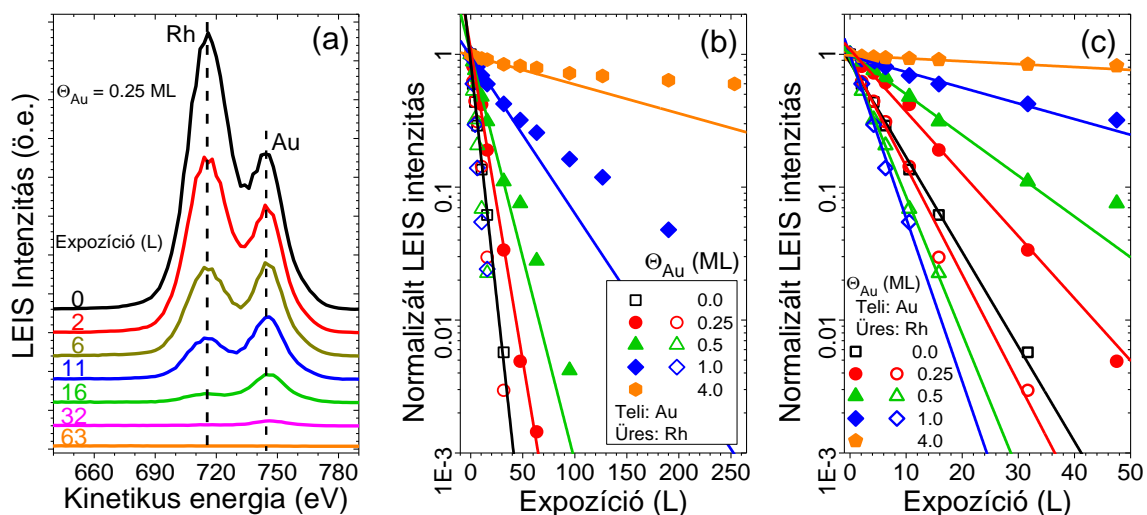 (a)
Rh
Au
Θ_Au = 0.25 ML
Expozíció (L)
0
2
6
11
16
32
63
LEIS Intenzitás (ö.e.)
660 690 720 750 780
Kinetikus energia (eV)
(b)
Normalizált LEIS intenzitás
1
0.1
0.01
1E-3
Θ_Au (ML)
0.0
0.25
0.5
1.0
4.0
Teli: Au
Üres: Rh
0 50 100 150 200 250
Expozíció (L)
(c)
Normalizált LEIS intenzitás
1
0.1
0.01
1E-3
Θ_Au (ML)
Teli: Au
Üres: Rh
0.0
0.25
0.5
1.0
4.0
0 10 20 30 40 50
Expozíció (L)